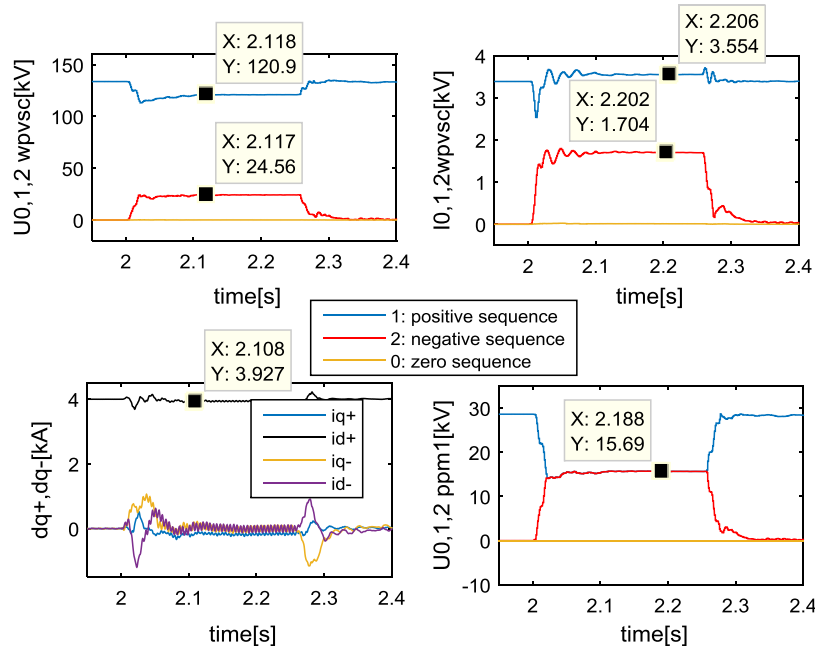 X: 2.118
Y: 120.9
X: 2.117
Y: 24.56
150
100
50
0
U0,1,2 wpvsc[kV]
2
2.1
2.2
2.3
2.4
time[s]
X: 2.206
Y: 3.554
X: 2.202
Y: 1.704
4
3
2
1
0
I0,1,2wpvsc[kV]
2
2.1
2.2
2.3
2.4
time[s]
1: positive sequence
2: negative sequence
0: zero sequence
X: 2.108
Y: 3.927
iq+
id+
iq-
id-
4
2
0
dq+,dq-[kA]
2
2.1
2.2
2.3
2.4
time[s]
X: 2.188
Y: 15.69
30
20
10
0
-10
U0,1,2 ppm1[kV]
2
2.1
2.2
2.3
2.4
time[s]